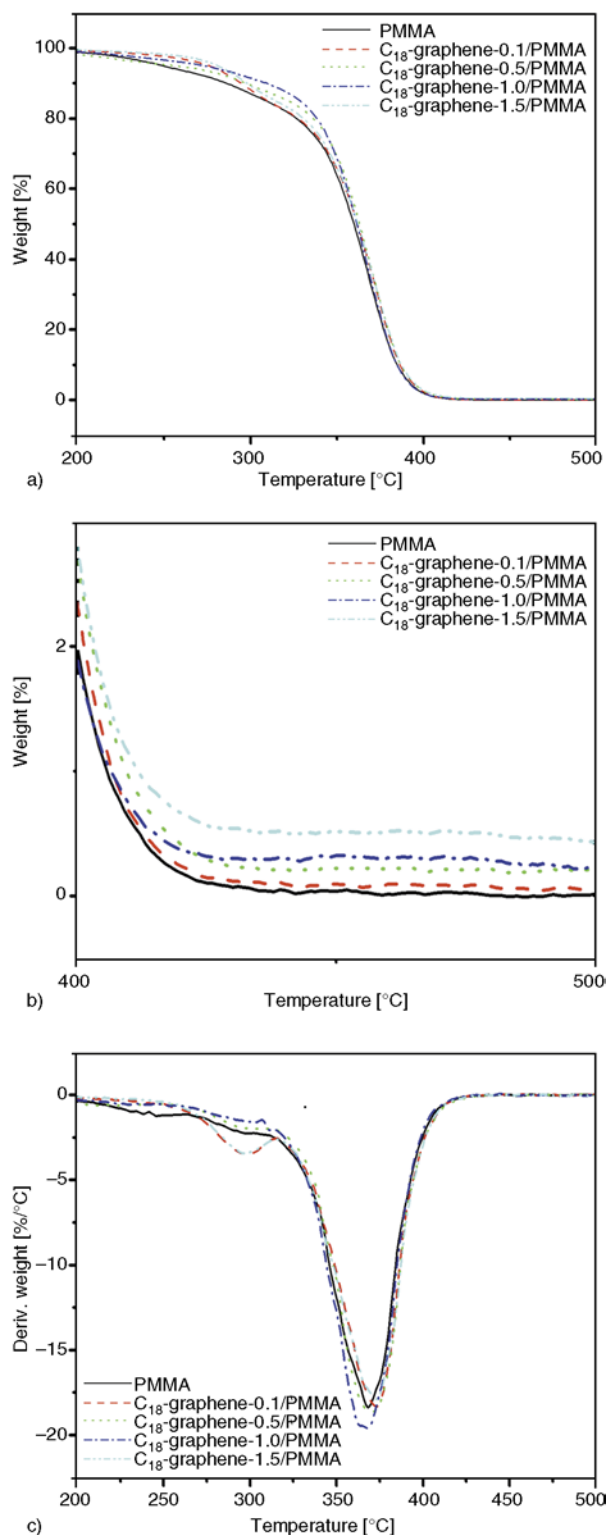 100
80
60
40
20
0
Weight [%]
PMMA
C₁₈-graphene-0.1/PMMA
C₁₈-graphene-0.5/PMMA
C₁₈-graphene-1.0/PMMA
C₁₈-graphene-1.5/PMMA
200 300 400 500
Temperature [°C]
a)
2
0
Weight [%]
PMMA
C₁₈-graphene-0.1/PMMA
C₁₈-graphene-0.5/PMMA
C₁₈-graphene-1.0/PMMA
C₁₈-graphene-1.5/PMMA
400 500
Temperature [°C]
b)
0
−5
−10
−15
−20
Deriv. weight [%/°C]
PMMA
C₁₈-graphene-0.1/PMMA
C₁₈-graphene-0.5/PMMA
C₁₈-graphene-1.0/PMMA
C₁₈-graphene-1.5/PMMA
200 250 300 350 400 450 500
Temperature [°C]
c)